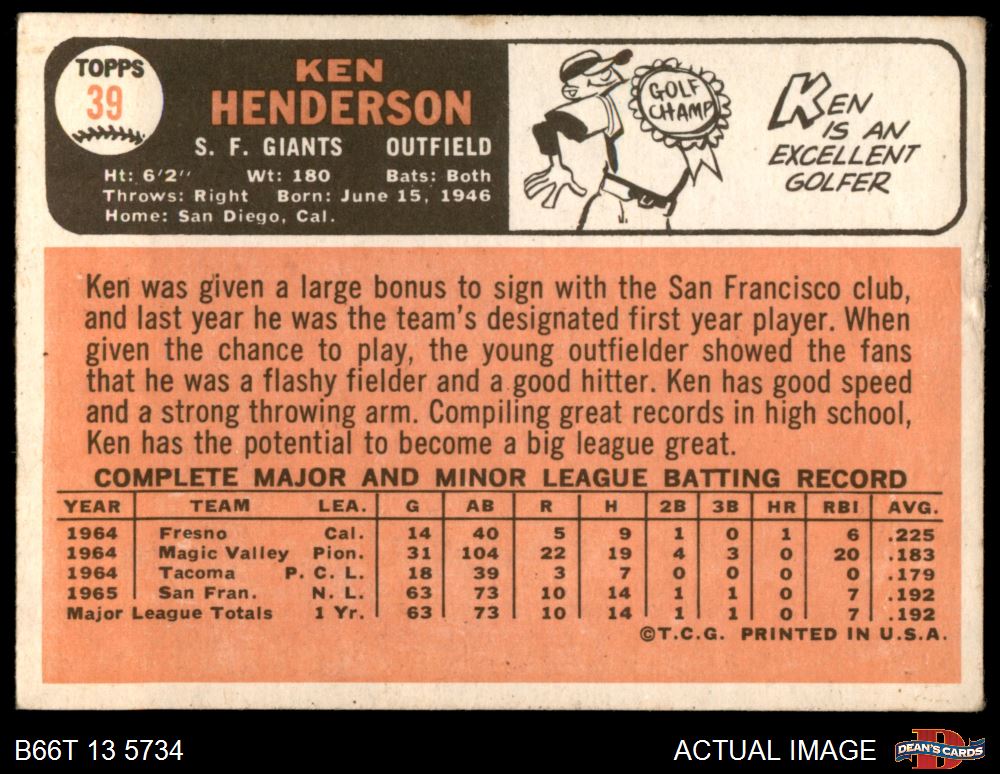 TOPPS
39
KEN
HENDERSON
S. F. GIANTS OUTFIELD
Ht: 6'2" Wt: 180 Bats: Both
Throws: Right Born: June 15, 1946
Home: San Diego, Cal.
GOLF
CHAMP
KEN
IS AN
EXCELLENT
GOLFER
Ken was given a large bonus to sign with the San Francisco club,
and last year he was the team's designated first year player. When
given the chance to play, the young outfielder showed the fans
that he was a flashy fielder and a good hitter. Ken has good speed
and a strong throwing arm. Compiling great records in high school,
Ken has the potential to become a big league great.
COMPLETE MAJOR AND MINOR LEAGUE BATTING RECORD
YEAR TEAM LEA. G AB R H 2B 3B HR RBI AVG.
1964 Fresno Cal. 14 40 5 9 1 0 1 6 .225
1964 Magic Valley Pion. 31 104 22 19 4 3 0 20 .183
1964 Tacoma P. C. L. 18 39 3 7 0 0 0 0 .179
1965 San Fran. N. L. 63 73 10 14 1 1 0 7 .192
Major League Totals 1 Yr. 63 73 10 14 1 1 0 7 .192
©T.C.G. PRINTED IN U.S.A.
B66T 13 5734 ACTUAL IMAGE
DEAN'S CARDS